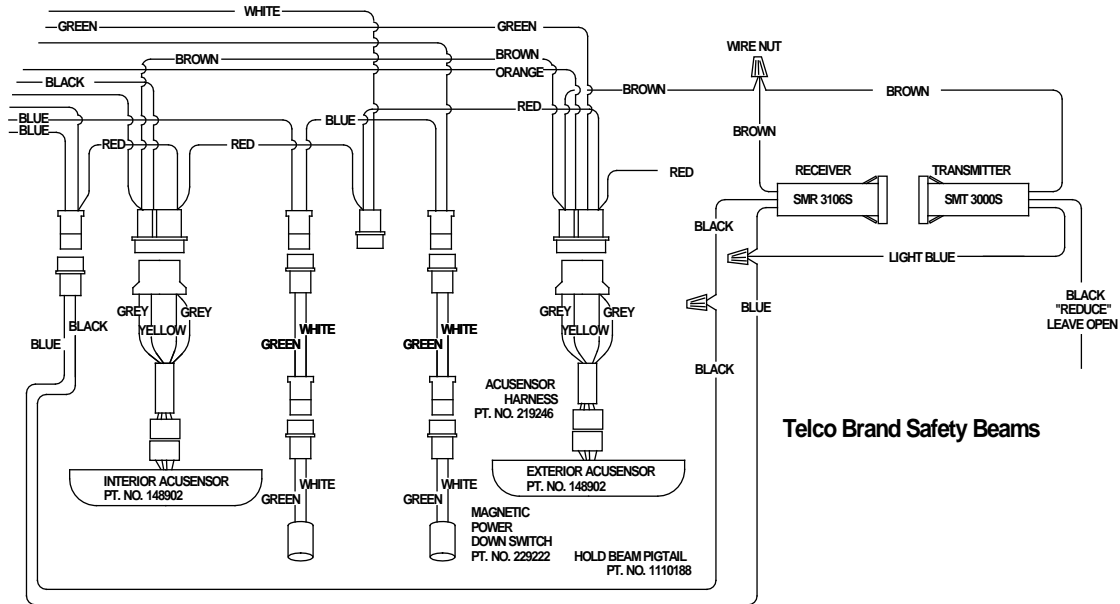 WHITE
GREEN
GREEN
BROWN
BROWN
ORANGE
BLACK
WIRE NUT
BROWN
BROWN
RED
BLUE
BLUE
BLUE
BROWN
RED
RED
RED
RECEIVER
TRANSMITTER
SMR 3106S
SMT 3000S
BLACK
LIGHT BLUE
BLACK
"REDUCE"
LEAVE OPEN
BLUE
GREY
GREY
YELLOW
BLACK
BLUE
WHITE
GREEN
WHITE
GREEN
GREY
GREY
YELLOW
BLACK
ACUSENSOR
HARNESS
PT. NO. 219246
Telco Brand Safety Beams
INTERIOR ACUSENSOR
PT. NO. 148902
WHITE
GREEN
WHITE
GREEN
EXTERIOR ACUSENSOR
PT. NO. 148902
MAGNETIC
POWER
DOWN SWITCH
PT. NO. 229222
HOLD BEAM PIGTAIL
PT. NO. 1110188